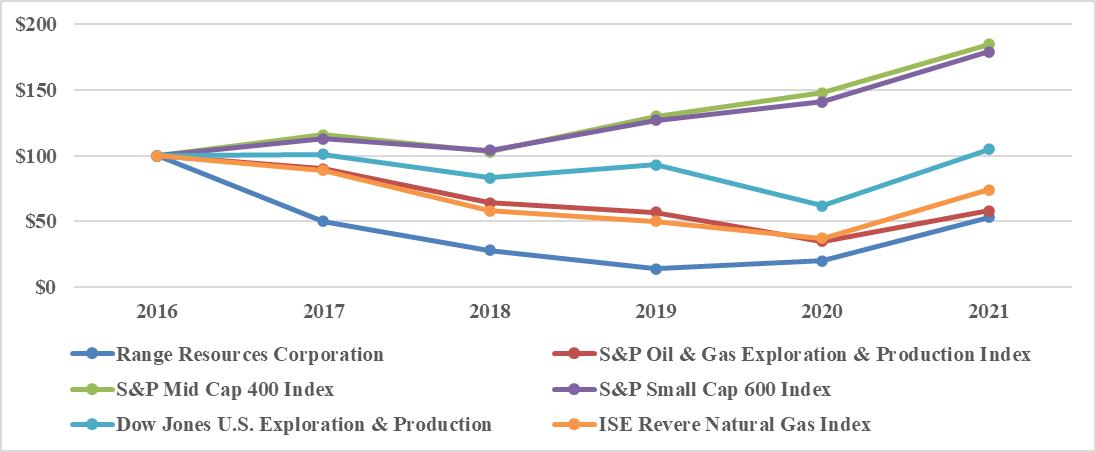 $200
$150
$100
$50
$0
2016 2017 2018 2019 2020 2021
Range Resources Corporation S&P Oil & Gas Exploration & Production Index
S&P Mid Cap 400 Index S&P Small Cap 600 Index
Dow Jones U.S. Exploration & Production ISE Revere Natural Gas Index